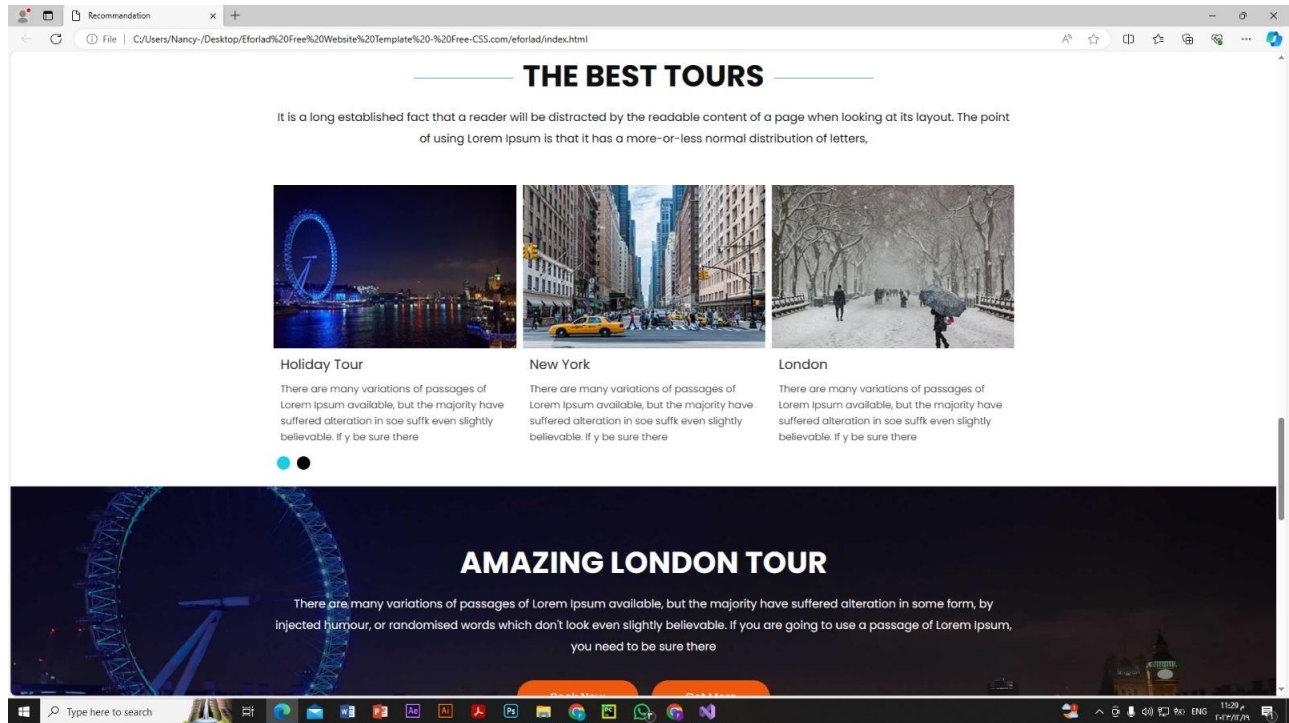 Recommandation
File
C:/Users/Nancy-/Desktop/Eforlad%20Free%20Website%20Template%20-%20Free-CSS.com/eforlad/index.html
THE BEST TOURS
It is a long established fact that a reader will be distracted by the readable content of a page when looking at its layout. The point
of using Lorem Ipsum is that it has a more-or-less normal distribution of letters,
Holiday Tour
There are many variations of passages of
Lorem Ipsum available, but the majority have
suffered alteration in soe suffk even slightly
believable. If y be sure there
New York
There are many variations of passages of
Lorem Ipsum available, but the majority have
suffered alteration in soe suffk even slightly
believable. If y be sure there
London
There are many variations of passages of
Lorem Ipsum available, but the majority have
suffered alteration in soe suffk even slightly
believable. If y be sure there
AMAZING LONDON TOUR
There are many variations of passages of Lorem Ipsum available, but the majority have suffered alteration in some form, by
injected humour, or randomised words which don't look even slightly believable. If you are going to use a passage of Lorem Ipsum,
you need to be sure there
Book Now
Get More
Type here to search
Ae
Ai
Ps
PC
ENG
11:29 م